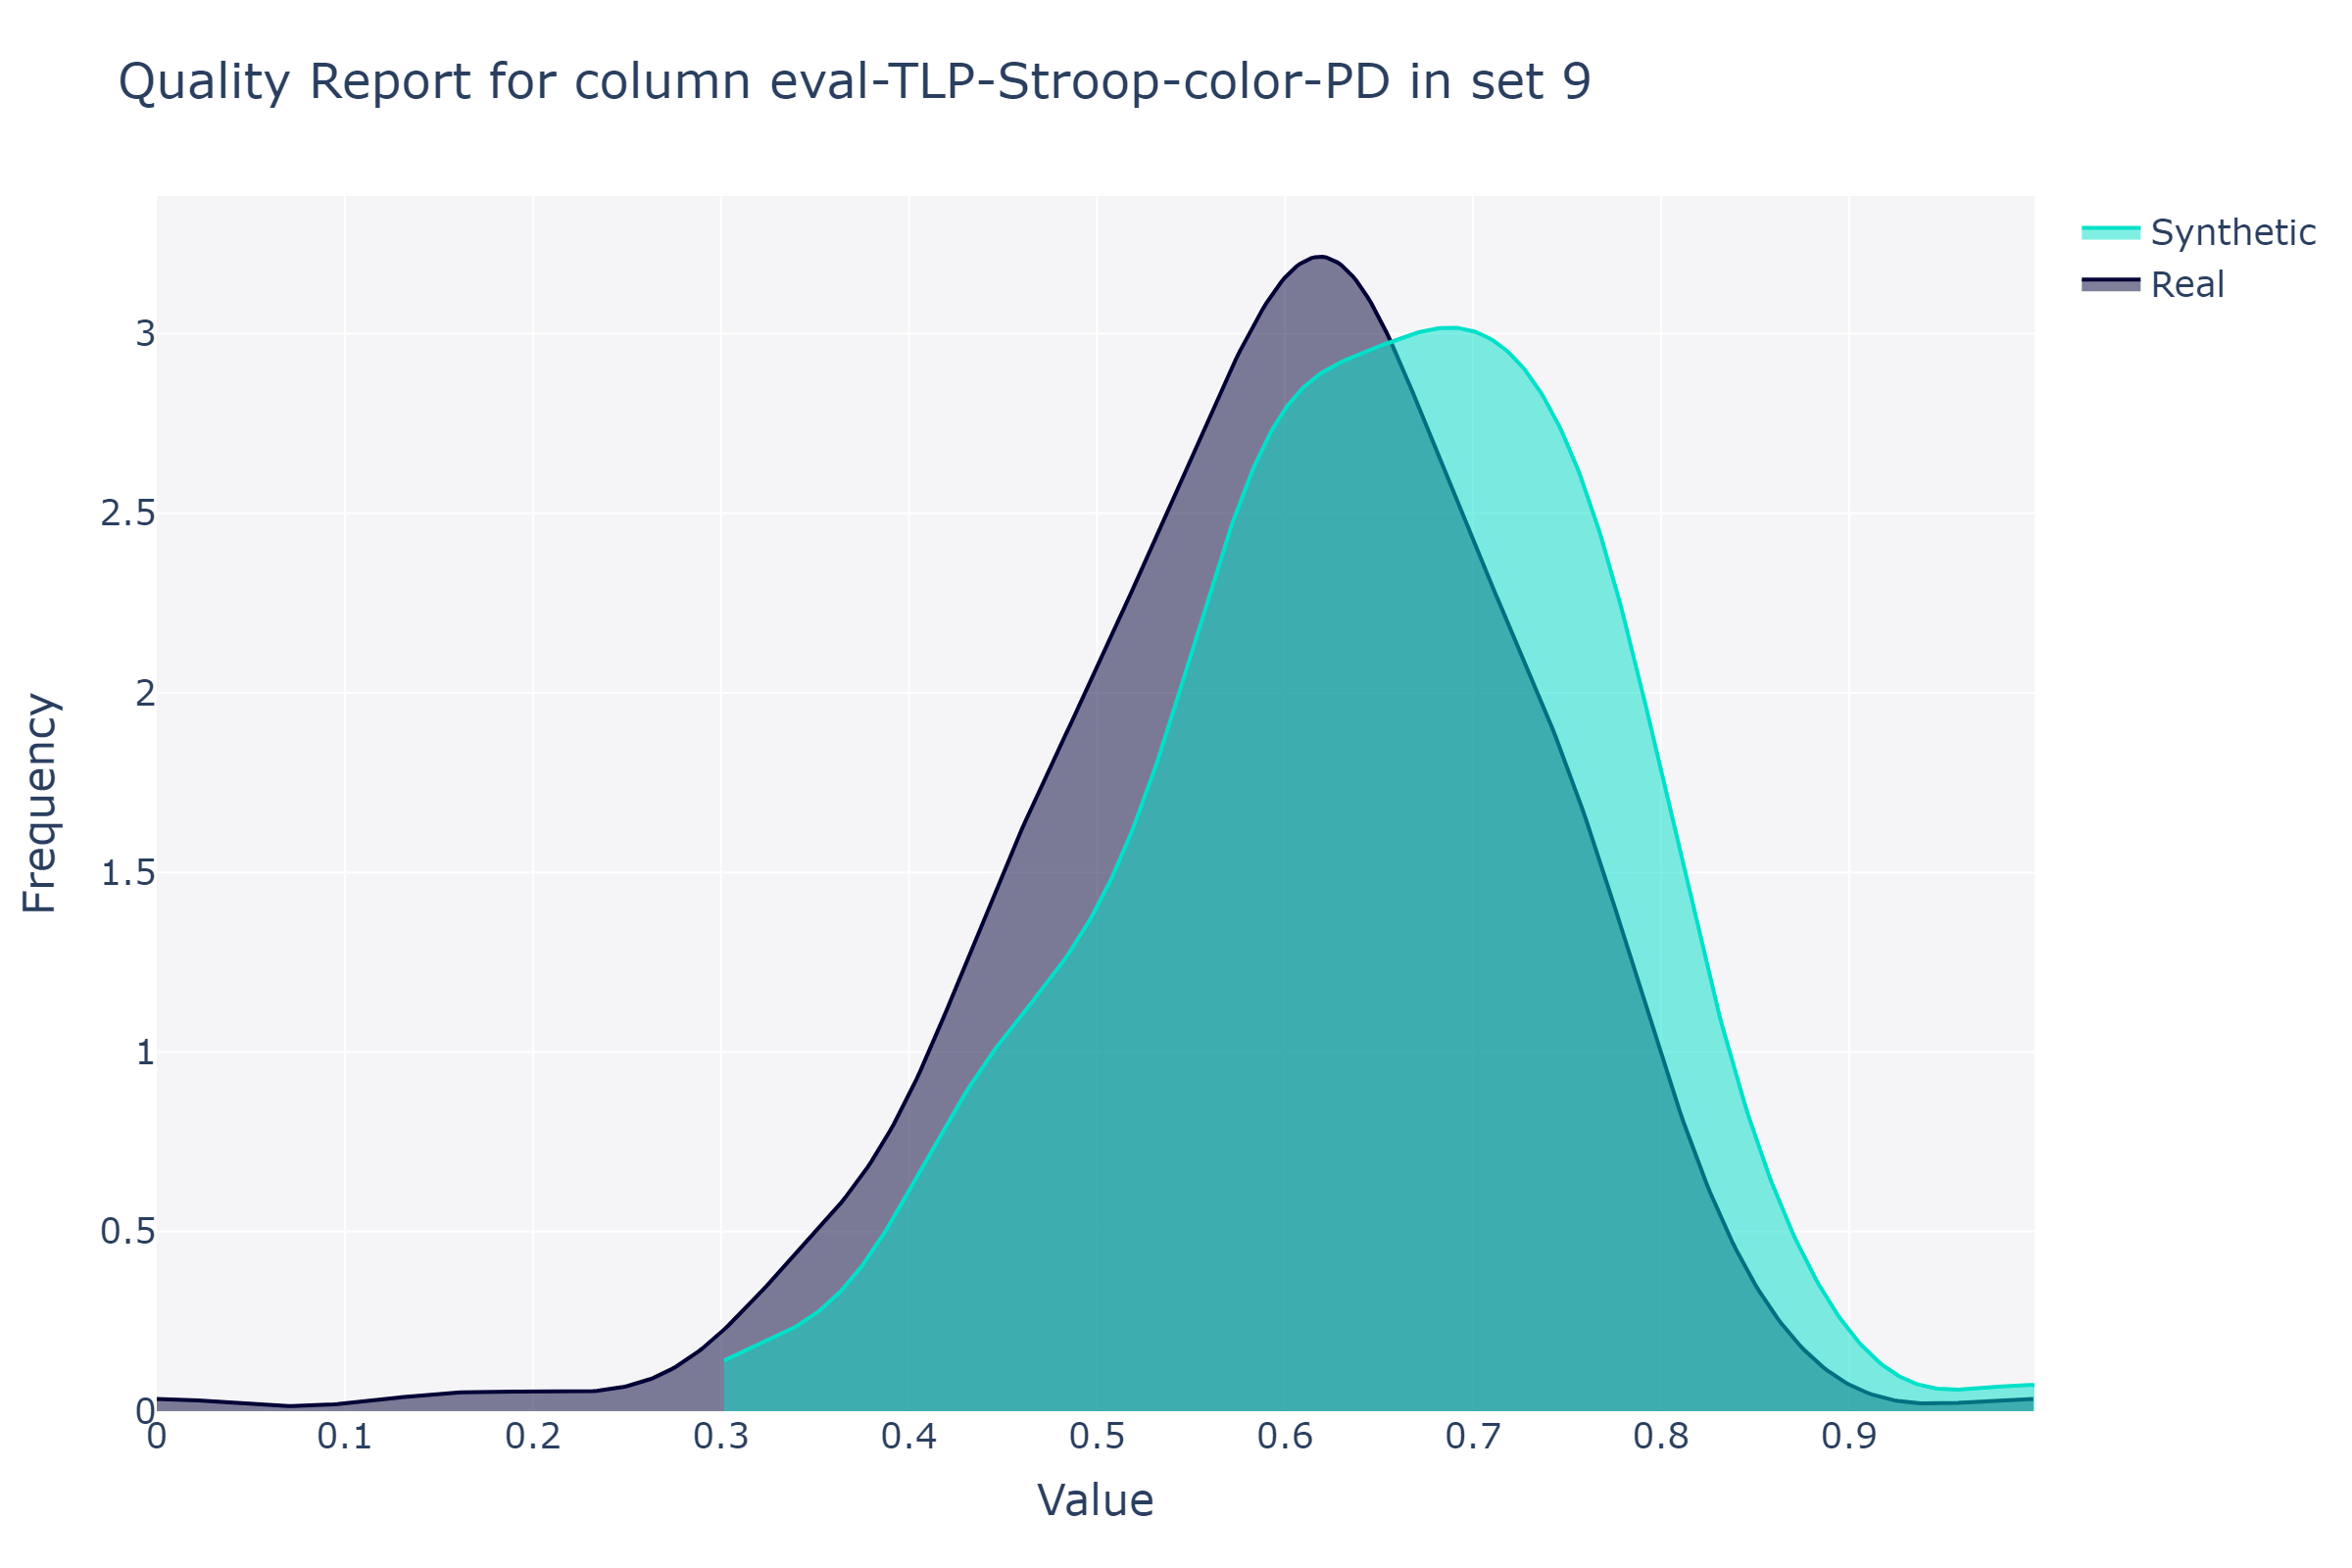 Quality Report for column eval-TLP-Stroop-color-PD in set 9
Synthetic
Real
3
2.5
2
1.5
1
0.5
0
Frequency
0 0.1 0.2 0.3 0.4 0.5 0.6 0.7 0.8 0.9
Value